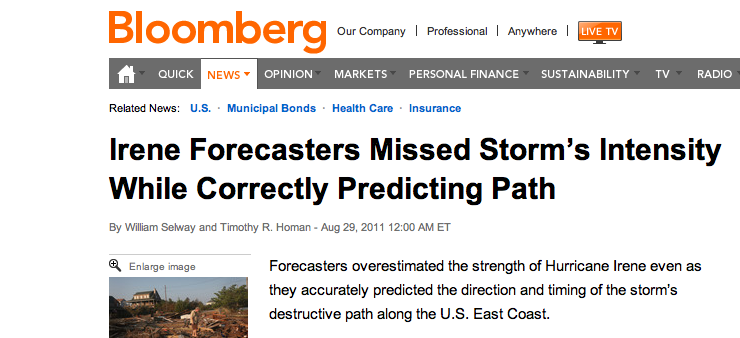 Bloomberg
Our Company | Professional | Anywhere | LIVE TV
QUICK NEWS OPINION MARKETS PERSONAL FINANCE SUSTAINABILITY TV RADIO
Related News: U.S. · Municipal Bonds · Health Care · Insurance
Irene Forecasters Missed Storm's Intensity
While Correctly Predicting Path
By William Selway and Timothy R. Homan - Aug 29, 2011 12:00 AM ET
Enlarge image
Forecasters overestimated the strength of Hurricane Irene even as
they accurately predicted the direction and timing of the storm's
destructive path along the U.S. East Coast.